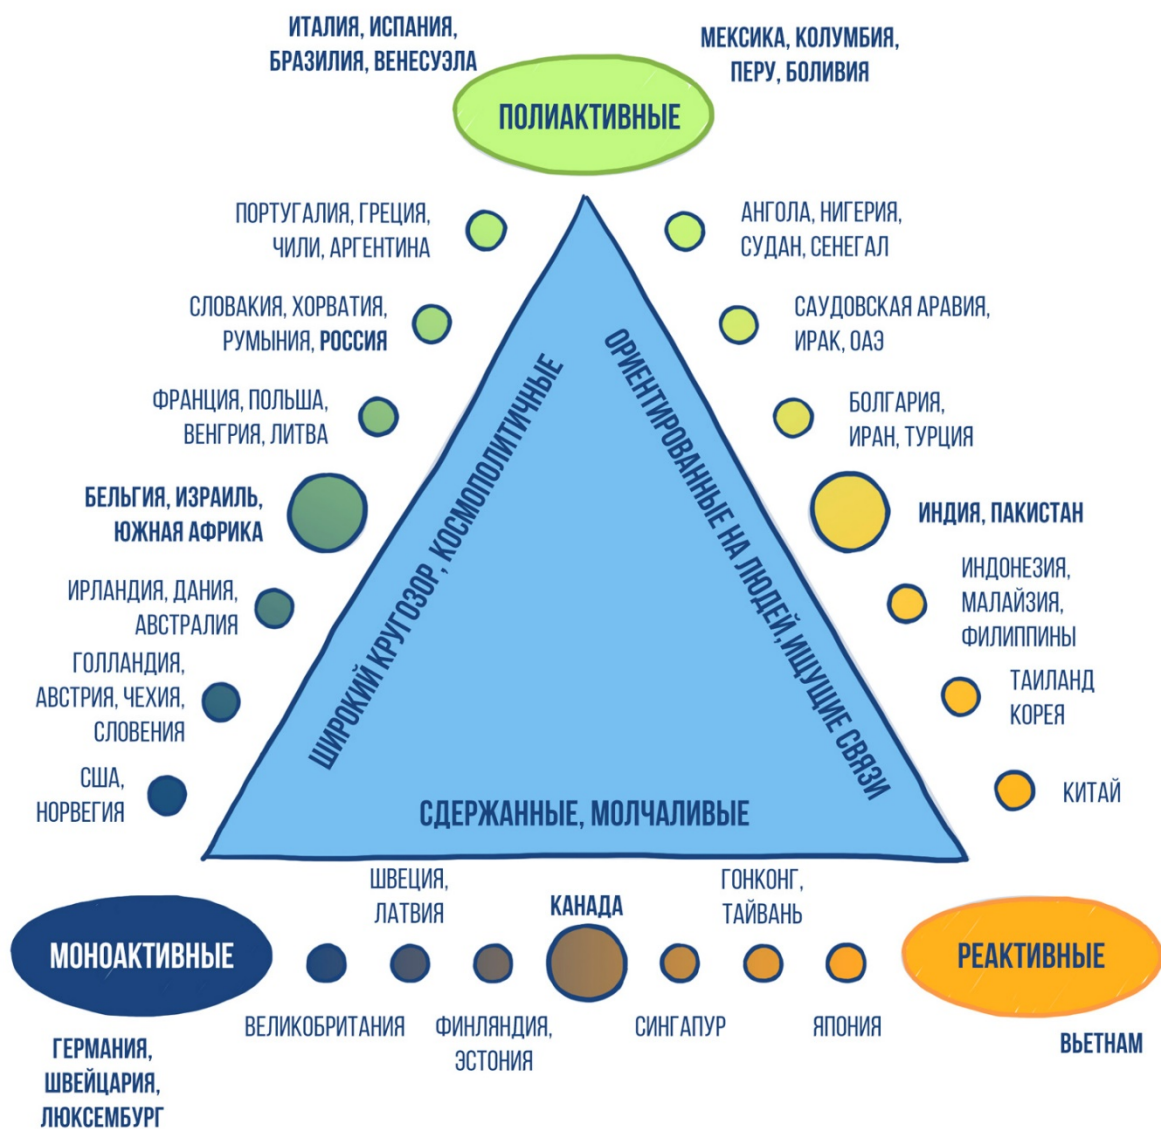 ИТАЛИЯ, ИСПАНИЯ,
БРАЗИЛИЯ, ВЕНЕСУЭЛА
МЕКСИКА, КОЛУМБИЯ,
ПЕРУ, БОЛИВИЯ
ПОЛИАКТИВНЫЕ
ПОРТУГАЛИЯ, ГРЕЦИЯ,
ЧИЛИ, АРГЕНТИНА
АНГОЛА, НИГЕРИЯ,
СУДАН, СЕНЕГАЛ
СЛОВАКИЯ, ХОРВАТИЯ,
РУМЫНИЯ, РОССИЯ
САУДОВСКАЯ АРАВИЯ,
ИРАК, ОАЭ
ФРАНЦИЯ, ПОЛЬША,
ВЕНГРИЯ, ЛИТВА
БОЛГАРИЯ,
ИРАН, ТУРЦИЯ
БЕЛЬГИЯ, ИЗРАИЛЬ,
ЮЖНАЯ АФРИКА
ИНДИЯ, ПАКИСТАН
ИРЛАНДИЯ, ДАНИЯ,
АВСТРАЛИЯ
ИНДОНЕЗИЯ,
МАЛАЙЗИЯ,
ФИЛИППИНЫ
ГОЛЛАНДИЯ,
АВСТРИЯ, ЧЕХИЯ,
СЛОВЕНИЯ
ТАИЛАНД
КОРЕЯ
США,
НОРВЕГИЯ
КИТАЙ
ШИРОКИЙ КРУГОЗОР, КОСМОПОЛИТИЧНЫЕ
ОРИЕНТИРОВАННЫЕ НА ЛЮДЕЙ, ИЩУЩИЕ СВЯЗИ
СДЕРЖАННЫЕ, МОЛЧАЛИВЫЕ
МОНОАКТИВНЫЕ
ГЕРМАНИЯ,
ШВЕЙЦАРИЯ,
ЛЮКСЕМБУРГ
ВЕЛИКОБРИТАНИЯ
ШВЕЦИЯ,
ЛАТВИЯ
ФИНЛЯНДИЯ,
ЭСТОНИЯ
КАНАДА
СИНГАПУР
ГОНКОНГ,
ТАЙВАНЬ
ЯПОНИЯ
РЕАКТИВНЫЕ
ВЬЕТНАМ